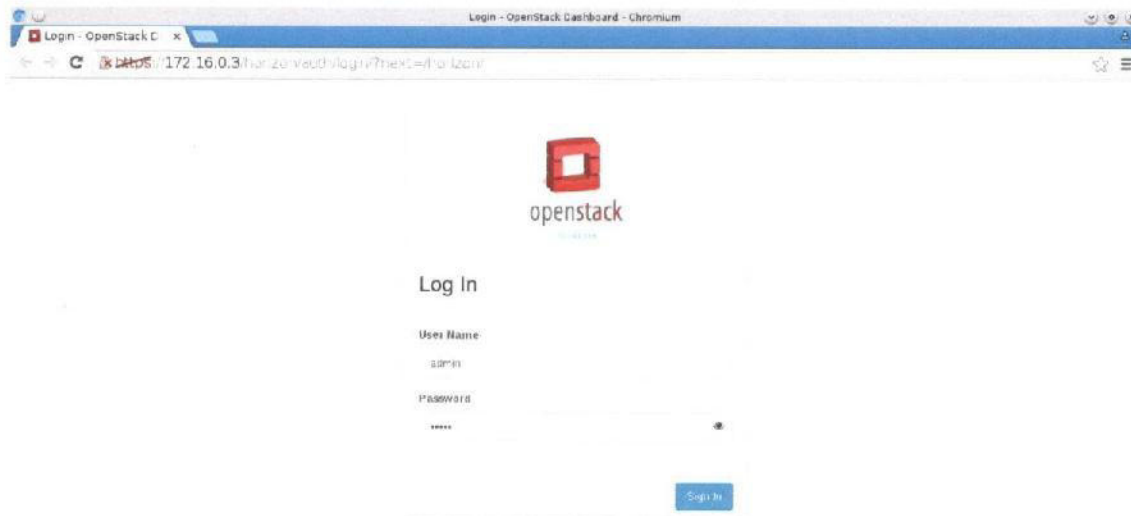 Login - OpenStack Dashboard - Chromium
Login - OpenStack D x
https://172.16.0.3/horizon/auth/login/?next=/horizon/
openstack
Log In
User Name
admin
Password
•••••
Sign In